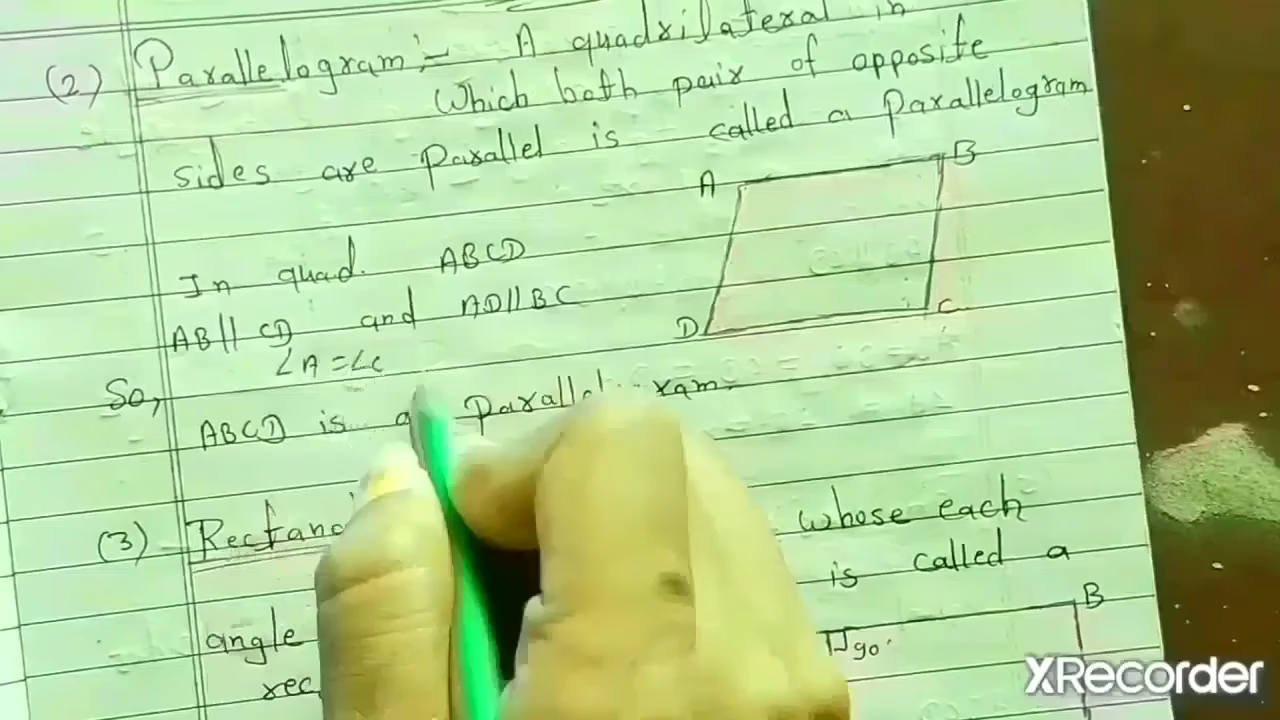 (2) Parallelogram :- A quadrilateral in
which both pair of opposite
sides are parallel is called a parallelogram
A B
In quad. ABCD
AB || CD and AD || BC
D C
∠A = ∠C
So,
ABCD is a
(3) whose each
angle is called a
B
90°
XRecorder